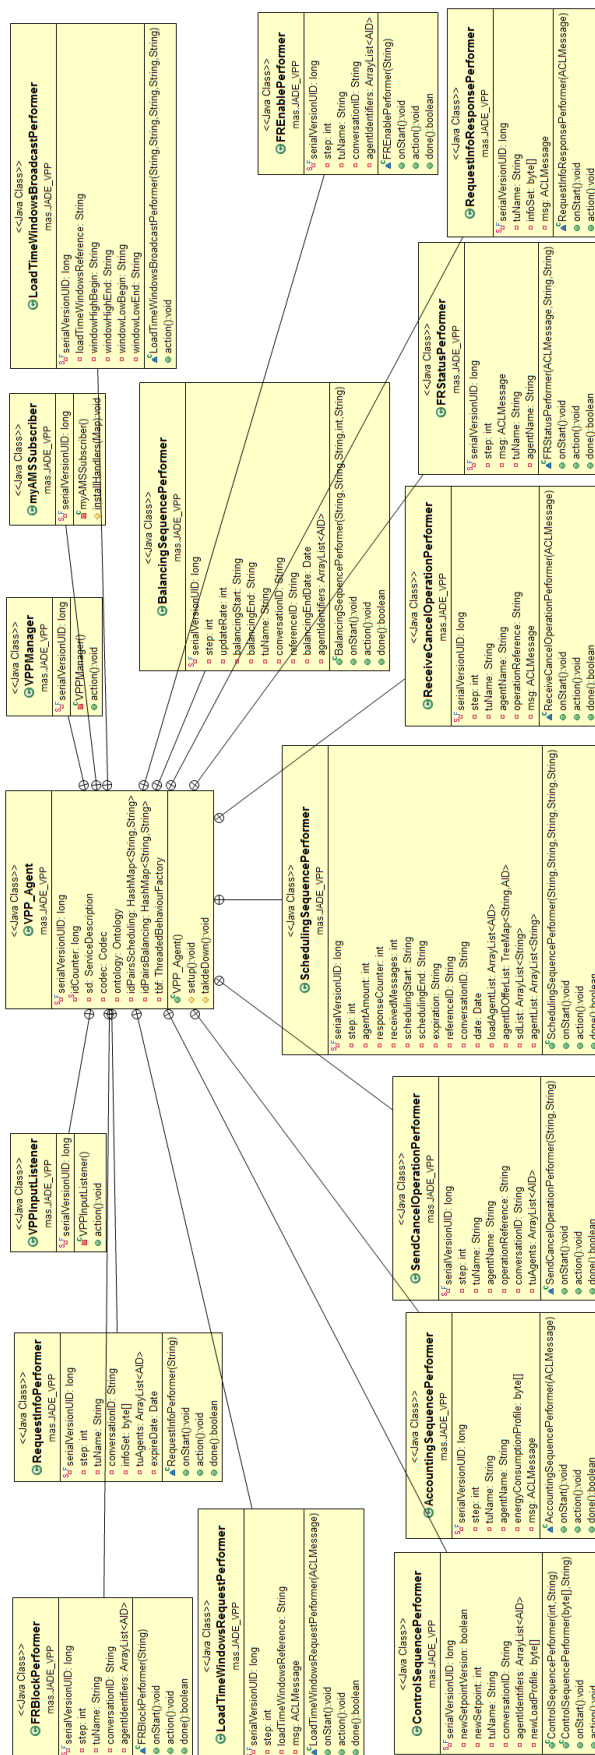 <<Java Class>>
LoadTimeWindowsBroadcastPerformer
mas.JADE_VPP
serialVersionUID: long
loadTimeWindowsReference: String
windowHighBegin: String
windowHighEnd: String
windowLowBegin: String
windowLowEnd: String
LoadTimeWindowsBroadcastPerformer(String,String,String,String,String)
action():void
<<Java Class>>
myAMSSubscriber
mas.JADE_VPP
serialVersionUID: long
myAMSSubscriber()
installHandlers(Map):void
<<Java Class>>
VPPManager
mas.JADE_VPP
serialVersionUID: long
VPPManager()
action():void
<<Java Class>>
VPP_Agent
mas.JADE_VPP
serialVersionUID: long
sdCounter: long
sd: ServiceDescription
codec: Codec
ontology: Ontology
idPairsScheduling: HashMap<String,String>
idPairsBalancing: HashMap<String,String>
tbf: ThreadedBehaviourFactory
VPP_Agent()
setup():void
takdeDown():void
<<Java Class>>
VPPInputListener
mas.JADE_VPP
serialVersionUID: long
VPPInputListener()
action():void
<<Java Class>>
RequestInfoPerformer
mas.JADE_VPP
serialVersionUID: long
step: int
tuName: String
conversationID: String
infoSet: byte[]
tuAgents: ArrayList<AID>
expireDate: Date
RequestInfoPerformer(String)
onStart():void
action():void
done():boolean
<<Java Class>>
FRBlockPerformer
mas.JADE_VPP
serialVersionUID: long
step: int
tuName: String
conversationID: String
agentIdentifiers: ArrayList<AID>
FRBlockPerformer(String)
onStart():void
action():void
done():boolean
<<Java Class>>
BalancingSequencePerformer
mas.JADE_VPP
serialVersionUID: long
step: int
updateRate: int
balancingStart: String
balancingEnd: String
tuName: String
conversationID: String
referenceID: String
balancingEndDate: Date
agentIdentifiers: ArrayList<AID>
BalancingSequencePerformer(String,String,String,int,String)
onStart():void
action():void
done():boolean
<<Java Class>>
LoadTimeWindowsRequestPerformer
mas.JADE_VPP
serialVersionUID: long
step: int
loadTimeWindowsReference: String
msg: ACLMessage
LoadTimeWindowsRequestPerformer(ACLMessage)
onStart():void
action():void
done():boolean
<<Java Class>>
FREnablePerformer
mas.JADE_VPP
serialVersionUID: long
step: int
tuName: String
conversationID: String
agentIdentifiers: ArrayList<AID>
FREnablePerformer(String)
onStart():void
action():void
done():boolean
<<Java Class>>
SchedulingSequencePerformer
mas.JADE_VPP
serialVersionUID: long
step: int
agentAmount: int
responseCounter: int
receivedMessages: int
schedulingStart: String
schedulingEnd: String
expiration: String
referenceID: String
conversationID: String
date: Date
loadAgentList: ArrayList<AID>
agentIDOfferList: TreeMap<String,AID>
sdList: ArrayList<String>
agentList: ArrayList<String>
SchedulingSequencePerformer(String,String,String,String,String)
onStart():void
action():void
done():boolean
<<Java Class>>
RequestInfoResponsePerformer
mas.JADE_VPP
serialVersionUID: long
tuName: String
infoSet: byte[]
msg: ACLMessage
RequestInfoResponsePerformer(ACLMessage)
onStart():void
action():void
<<Java Class>>
FRStatusPerformer
mas.JADE_VPP
serialVersionUID: long
step: int
msg: ACLMessage
tuName: String
agentName: String
FRStatusPerformer(ACLMessage,String,String)
onStart():void
action():void
done():boolean
<<Java Class>>
ReceiveCancelOperationPerformer
mas.JADE_VPP
serialVersionUID: long
step: int
tuName: String
agentName: String
operationReference: String
msg: ACLMessage
ReceiveCancelOperationPerformer(ACLMessage)
onStart():void
action():void
done():boolean
<<Java Class>>
SendCancelOperationPerformer
mas.JADE_VPP
serialVersionUID: long
step: int
tuName: String
agentName: String
operationReference: String
conversationID: String
tuAgents: ArrayList<AID>
SendCancelOperationPerformer(String,String)
onStart():void
action():void
done():boolean
<<Java Class>>
AccountingSequencePerformer
mas.JADE_VPP
serialVersionUID: long
step: int
tuName: String
agentName: String
energyConsumptionProfile: byte[]
msg: ACLMessage
AccountingSequencePerformer(ACLMessage)
onStart():void
action():void
done():boolean
<<Java Class>>
ControlSequencePerformer
mas.JADE_VPP
serialVersionUID: long
newSetpointVersion: boolean
newSetpoint: int
tuName: String
conversationID: String
agentIdentifiers: ArrayList<AID>
newLoadProfile: byte[]
ControlSequencePerformer(int,String)
ControlSequencePerformer(byte[],String)
onStart():void
action():void